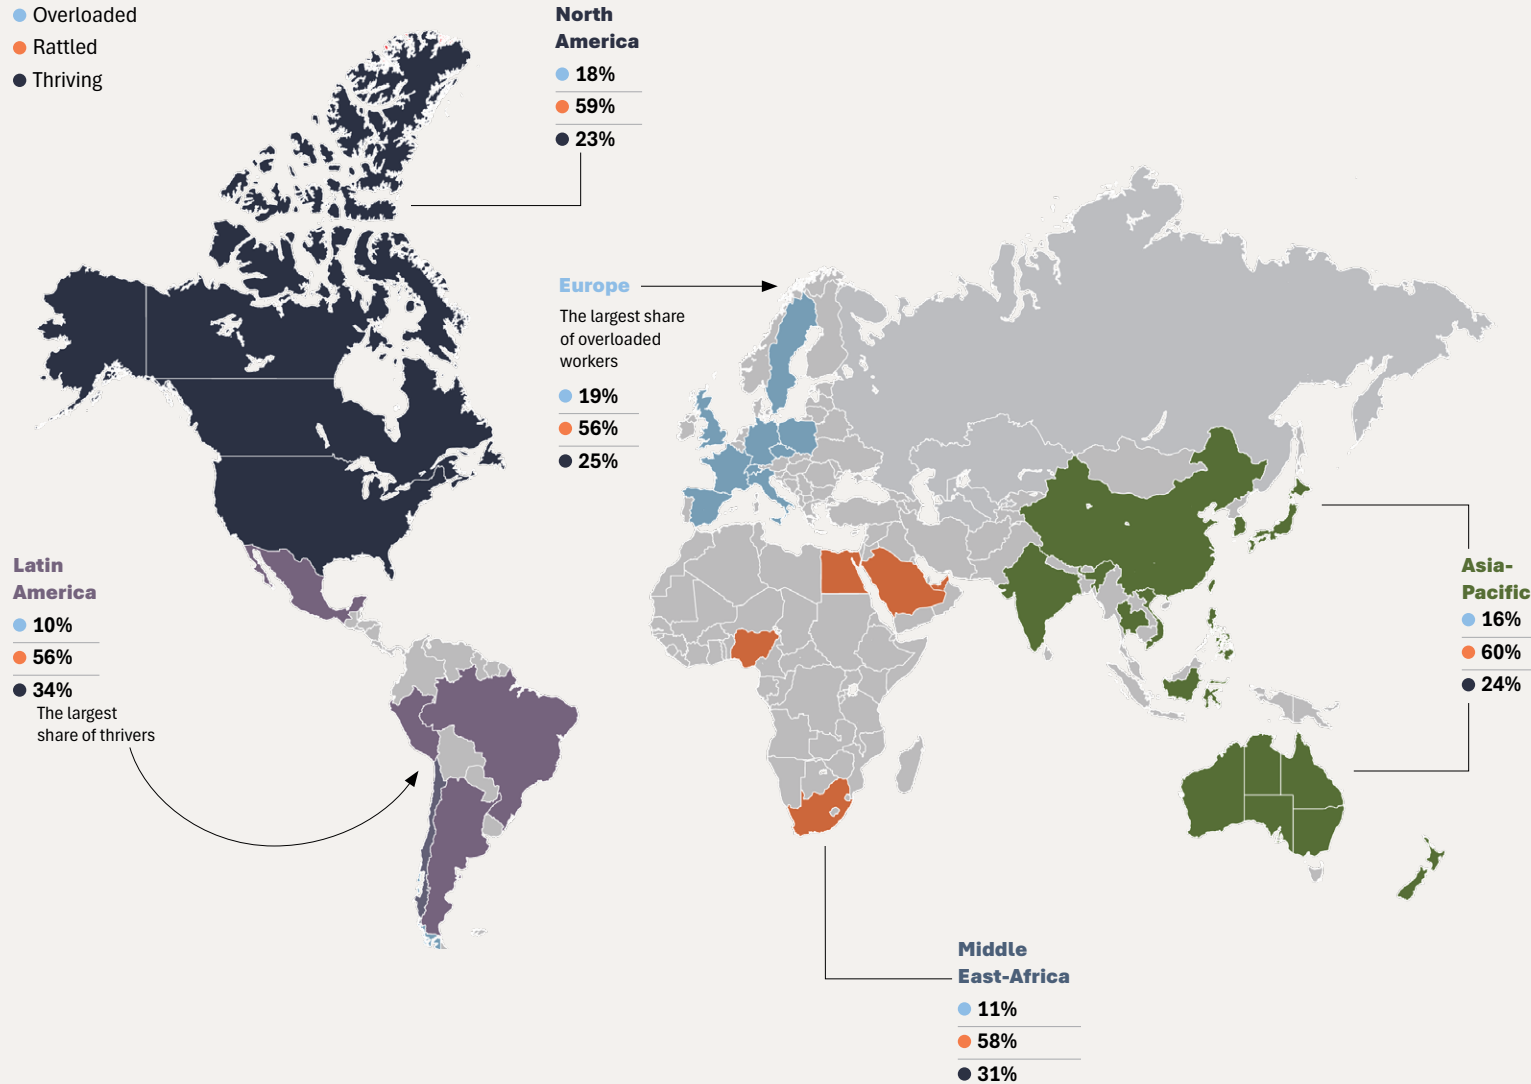 Overloaded
Rattled
Thriving
North
America
18%
59%
23%
Europe
The largest share
of overloaded
workers
19%
56%
25%
Latin
America
10%
56%
34%
The largest
share of thrivers
Asia-
Pacific
16%
60%
24%
Middle
East-Africa
11%
58%
31%